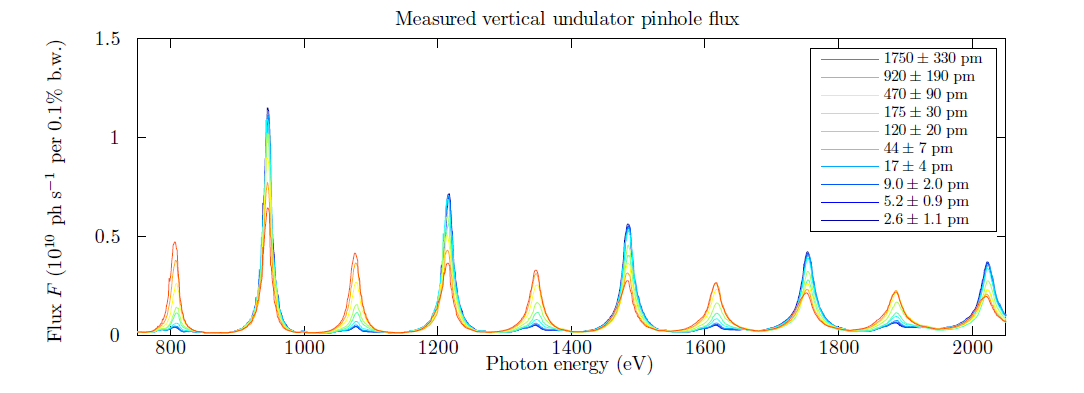 Measured vertical undulator pinhole flux
Flux F (10^10 ph s^−1 per 0.1% b.w.)
1.5
1
0.5
0
1750 ± 330 pm
920 ± 190 pm
470 ± 90 pm
175 ± 30 pm
120 ± 20 pm
44 ± 7 pm
17 ± 4 pm
9.0 ± 2.0 pm
5.2 ± 0.9 pm
2.6 ± 1.1 pm
800 1000 1200 1400 1600 1800 2000
Photon energy (eV)